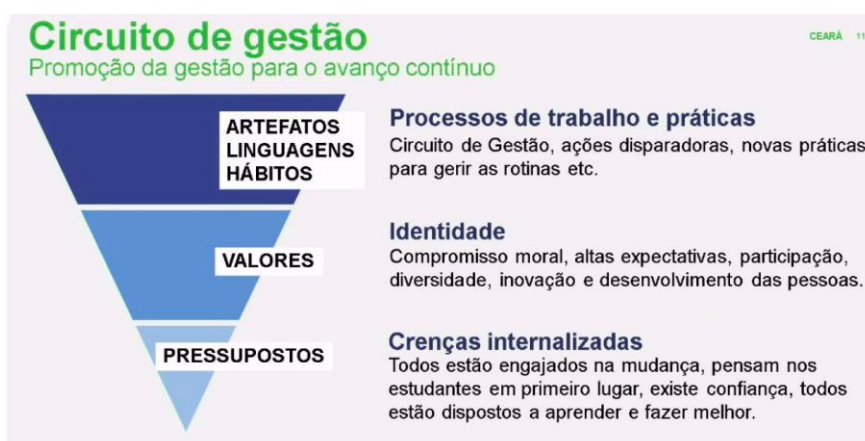 Circuito de gestão
Promoção da gestão para o avanço contínuo
CEARÁ 11
ARTEFATOS
LINGUAGENS
HÁBITOS
Processos de trabalho e práticas
Circuito de Gestão, ações disparadoras, novas práticas
para gerir as rotinas etc.
VALORES
Identidade
Compromisso moral, altas expectativas, participação,
diversidade, inovação e desenvolvimento das pessoas.
PRESSUPOSTOS
Crenças internalizadas
Todos estão engajados na mudança, pensam nos
estudantes em primeiro lugar, existe confiança, todos
estão dispostos a aprender e fazer melhor.